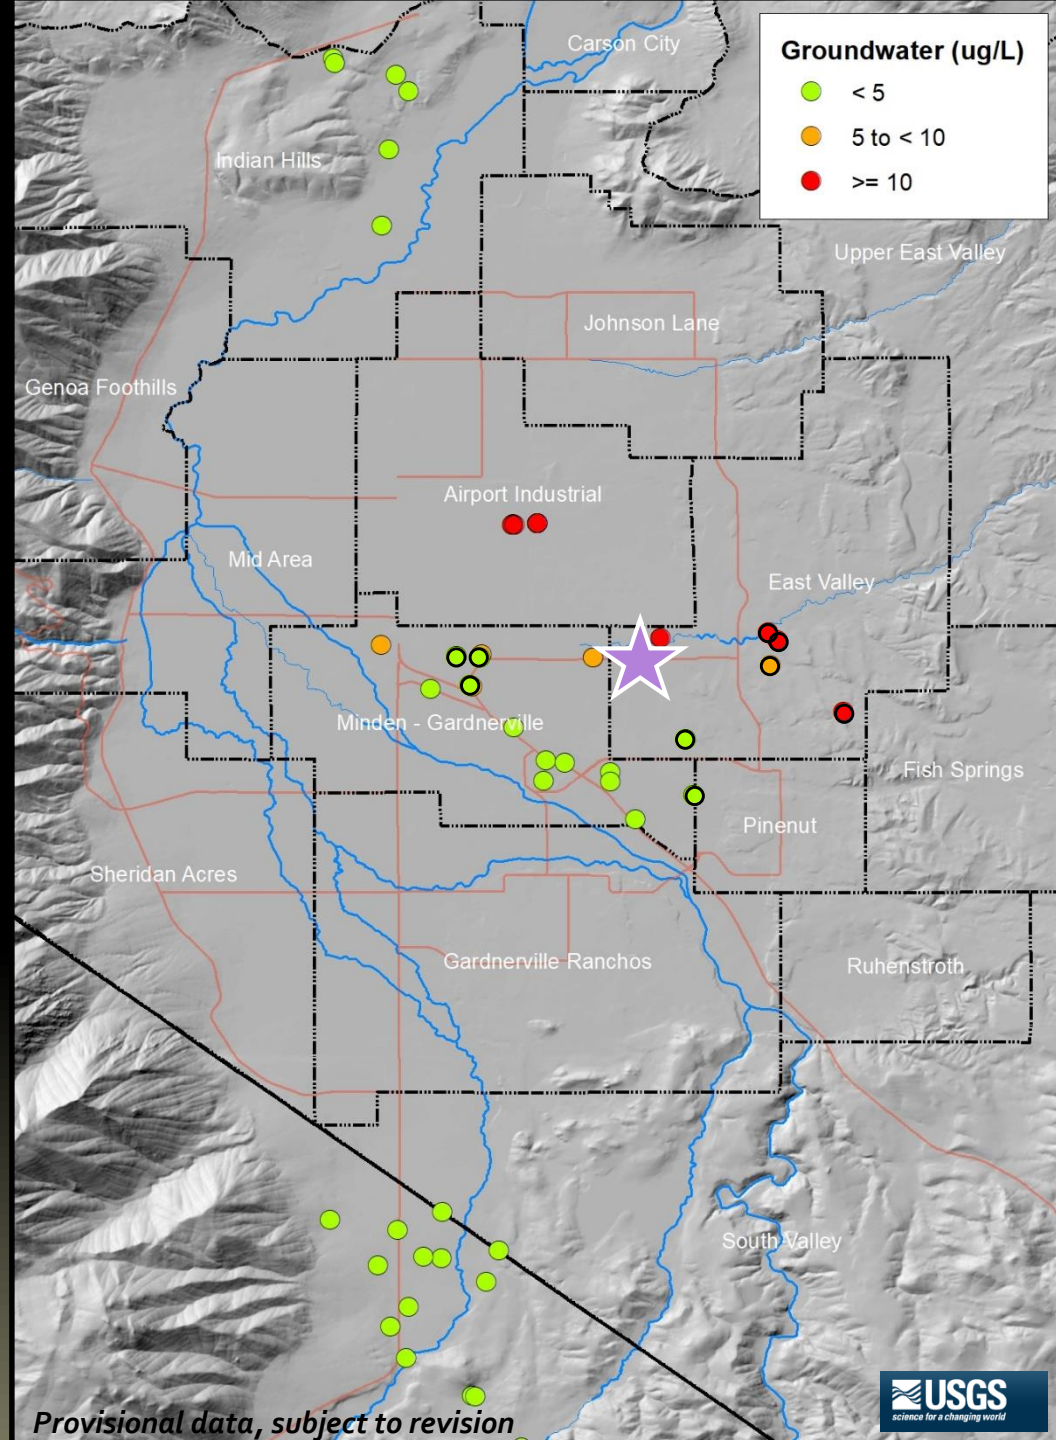 Carson City
Groundwater (ug/L)
< 5
5 to < 10
>= 10
Indian Hills
Upper East Valley
Johnson Lane
Genoa Foothills
Airport Industrial
Mid Area
East Valley
Minden - Gardnerville
Fish Springs
Pinenut
Sheridan Acres
Gardnerville Ranchos
Ruhenstroth
South Valley
USGS
science for a changing world
Provisional data, subject to revision